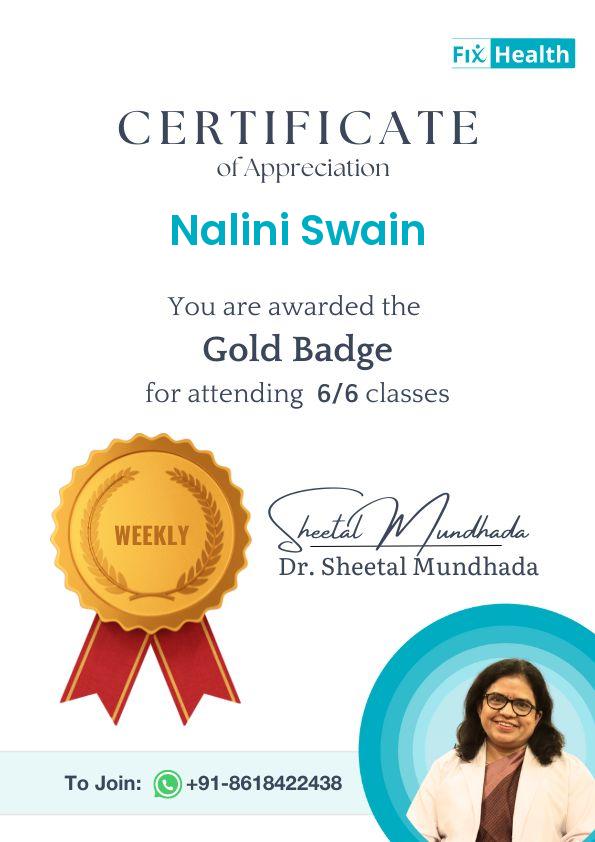 Fix Health
CERTIFICATE
of Appreciation
Nalini Swain
You are awarded the
Gold Badge
for attending 6/6 classes
WEEKLY
Sheetal Mundhada
Dr. Sheetal Mundhada
To Join: +91-8618422438